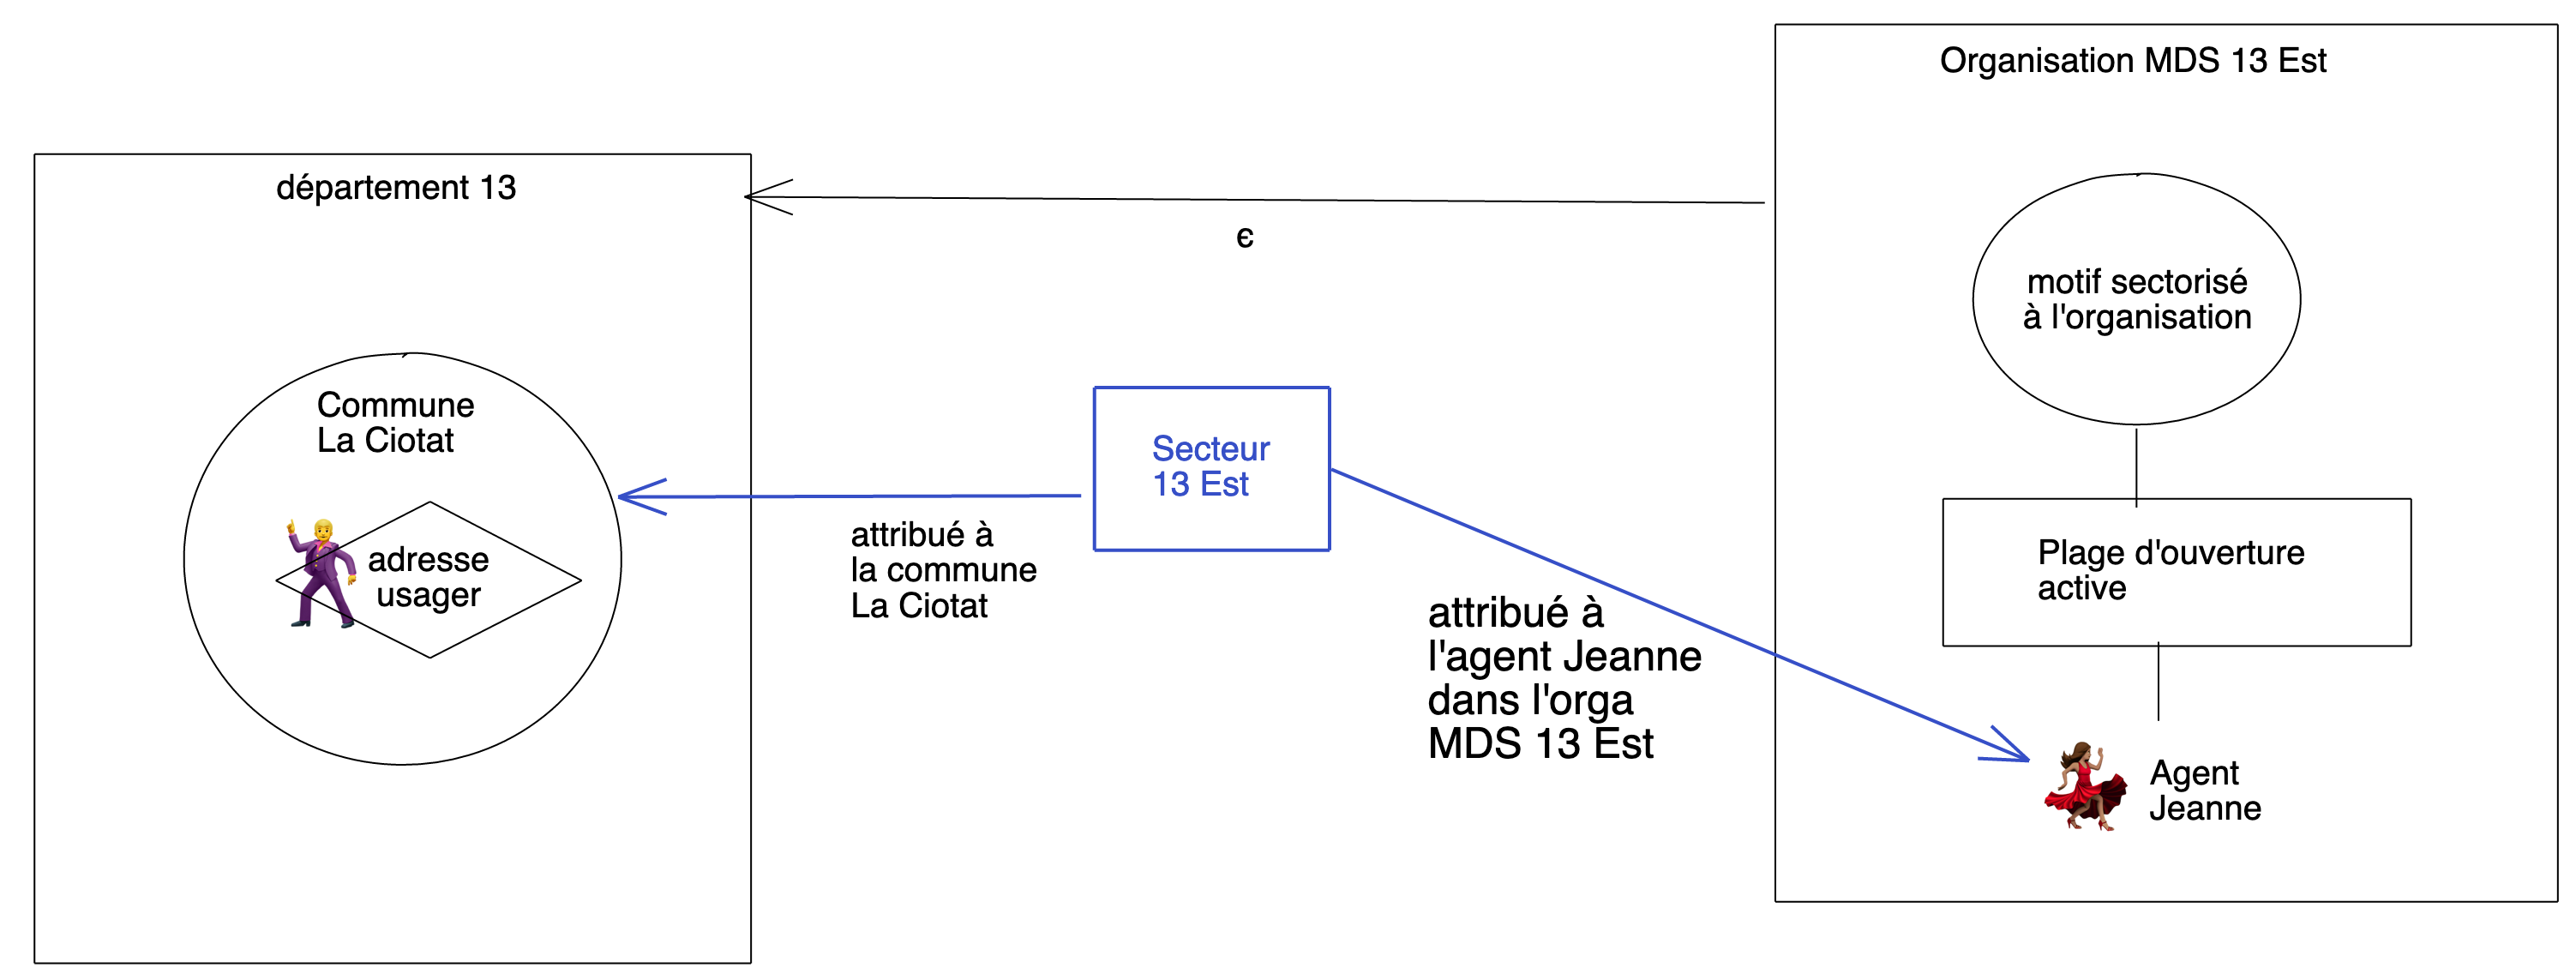 Organisation MDS 13 Est
département 13
є
motif sectorisé
à l'organisation
Commune
La Ciotat
adresse
usager
Secteur
13 Est
attribué à
la commune
La Ciotat
attribué à
l'agent Jeanne
dans l'orga
MDS 13 Est
Plage d'ouverture
active
Agent
Jeanne